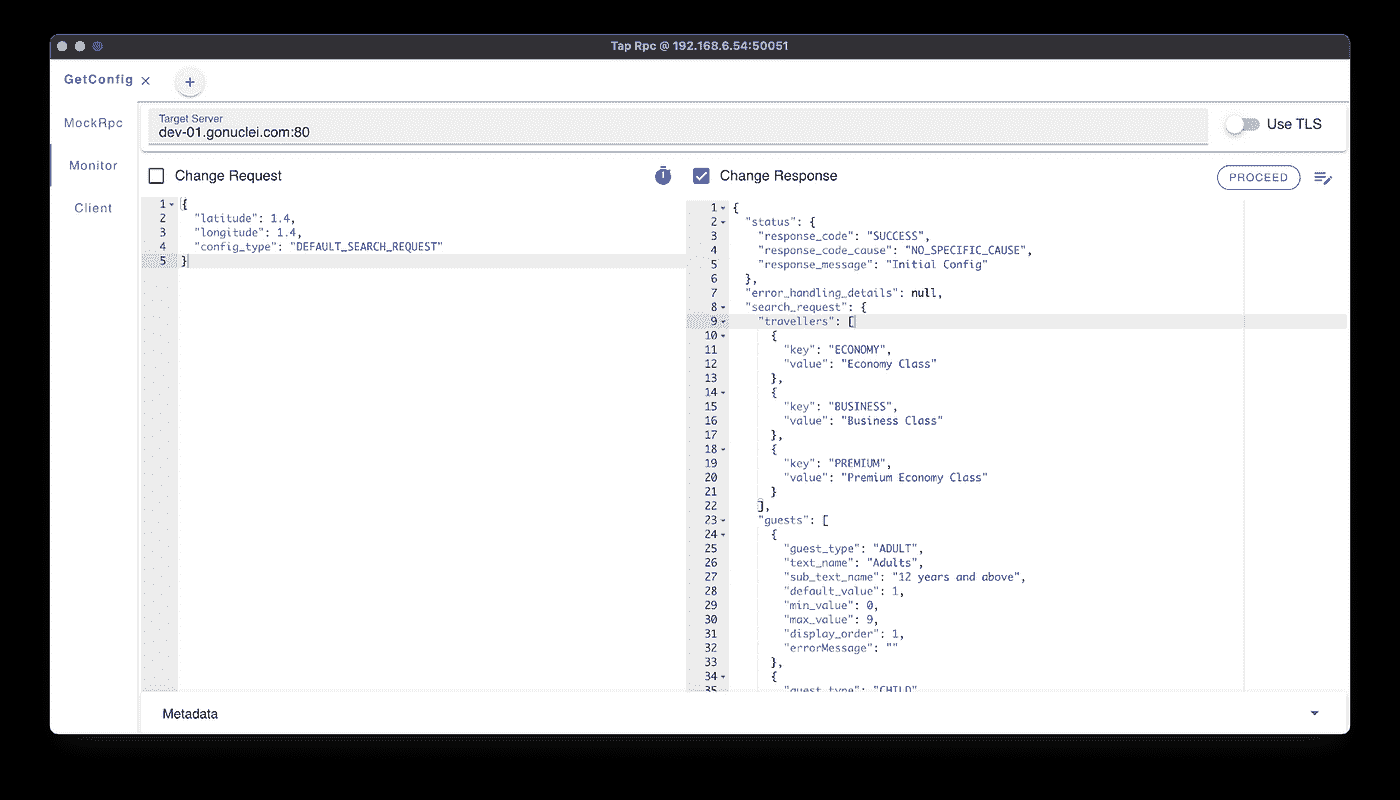 Tap Rpc @ 192.168.6.54:50051
GetConfig ×
+
MockRpc
Monitor
Client
Target Server
dev-01.gonuclei.com:80
Use TLS
Change Request
1 {
2 "latitude": 1.4,
3 "longitude": 1.4,
4 "config_type": "DEFAULT_SEARCH_REQUEST"
5 }
Change Response
PROCEED
1 {
2 "status": {
3 "response_code": "SUCCESS",
4 "response_code_cause": "NO_SPECIFIC_CAUSE",
5 "response_message": "Initial Config"
6 },
7 "error_handling_details": null,
8 "search_request": {
9 "travellers": [
10 {
11 "key": "ECONOMY",
12 "value": "Economy Class"
13 },
14 {
15 "key": "BUSINESS",
16 "value": "Business Class"
17 },
18 {
19 "key": "PREMIUM",
20 "value": "Premium Economy Class"
21 }
22 ],
23 "guests": [
24 {
25 "guest_type": "ADULT",
26 "text_name": "Adults",
27 "sub_text_name": "12 years and above",
28 "default_value": 1,
29 "min_value": 0,
30 "max_value": 9,
31 "display_order": 1,
32 "errorMessage": ""
33 },
34 {
35 "guest_type": "CHILD"
Metadata